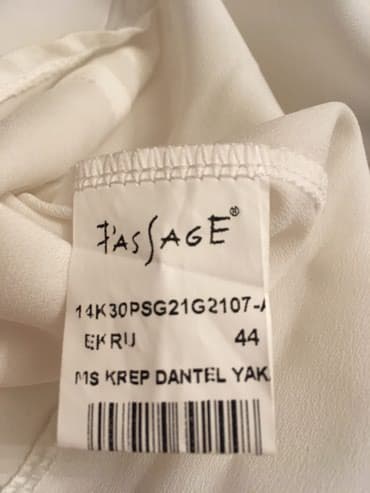 PASSAGE®
14K30PSG21G2107-A
EKRU 44
MS KREP DANTEL YAK